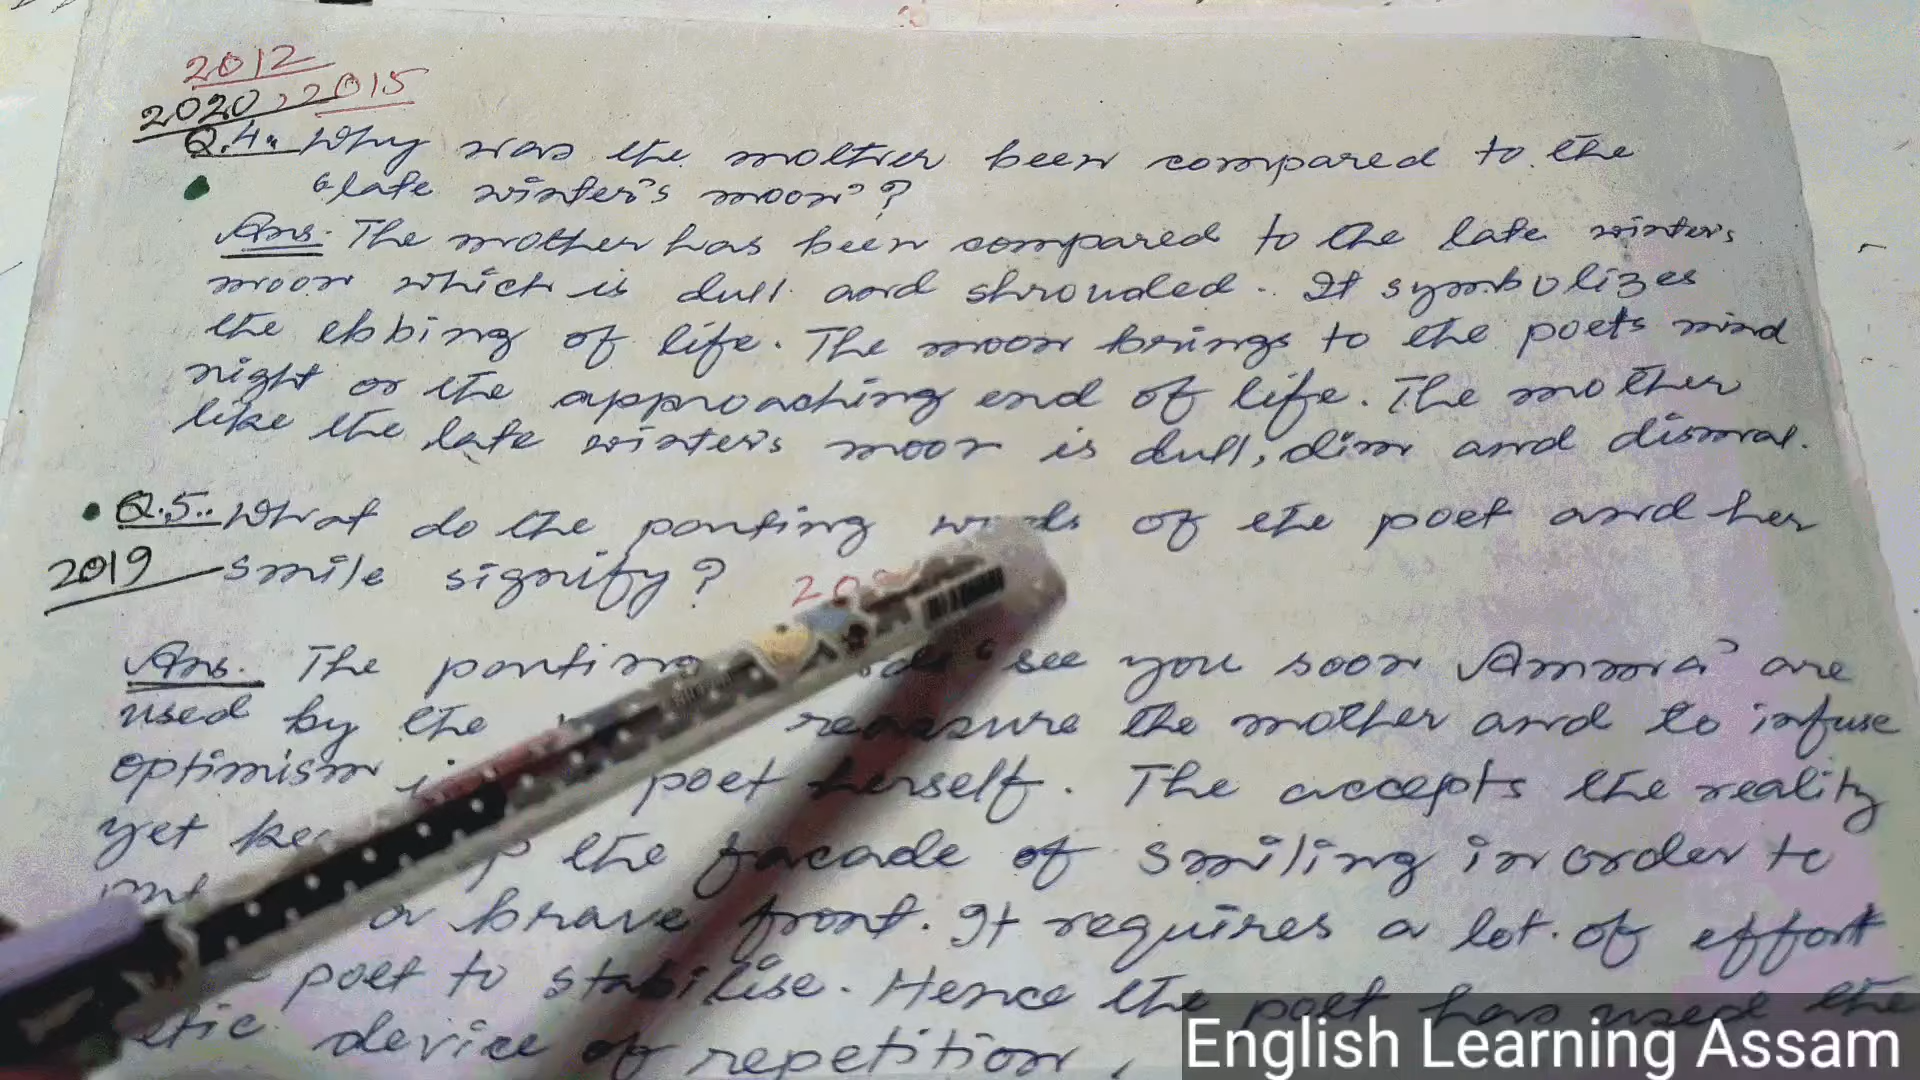 2012
2020, 2015
Q.4. Why was the mother been compared to the
'late winter's moon'?
Ans. The mother has been compared to the late winter's
moon which is dull and shrouded. It symbolizes
the ebbing of life. The moon brings to the poets mind
night or the approaching end of life. The mother
like the late winter's moon is dull, dim and dismal.
Q.5.. What do the parting words of the poet and her
2019 smile signify? 20
Ans. The parting 'see you soon Amma' are
used by the reassure the mother and to infuse
optimism poet herself. The accepts the reality
yet the facade of smiling in order to
a brave front. It requires a lot of effort
poet to stabilise. Hence the poet has used the
device of repetition.
English Learning Assam